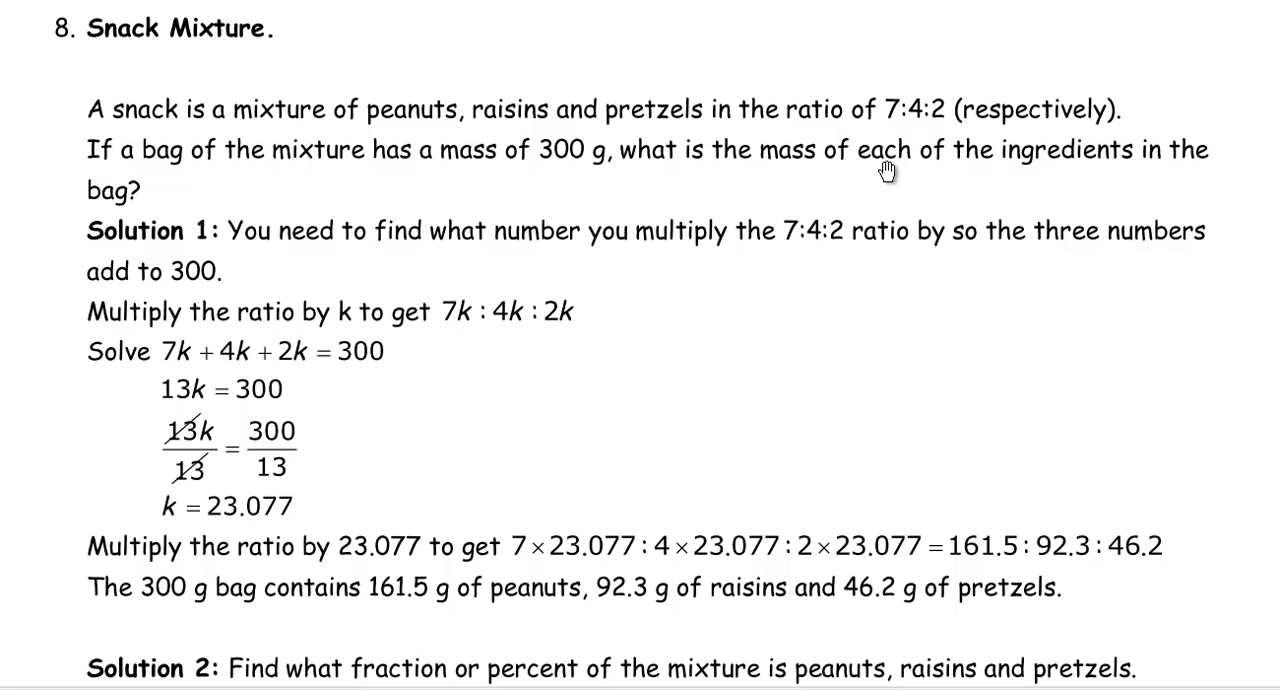 8. Snack Mixture.
A snack is a mixture of peanuts, raisins and pretzels in the ratio of 7:4:2 (respectively).
If a bag of the mixture has a mass of 300 g, what is the mass of each of the ingredients in the
bag?
Solution 1: You need to find what number you multiply the 7:4:2 ratio by so the three numbers
add to 300.
Multiply the ratio by k to get 7k : 4k : 2k
Solve 7k + 4k + 2k = 300
13k = 300
13k/13 = 300/13
k = 23.077
Multiply the ratio by 23.077 to get 7 × 23.077 : 4 × 23.077 : 2 × 23.077 = 161.5 : 92.3 : 46.2
The 300 g bag contains 161.5 g of peanuts, 92.3 g of raisins and 46.2 g of pretzels.
Solution 2: Find what fraction or percent of the mixture is peanuts, raisins and pretzels.